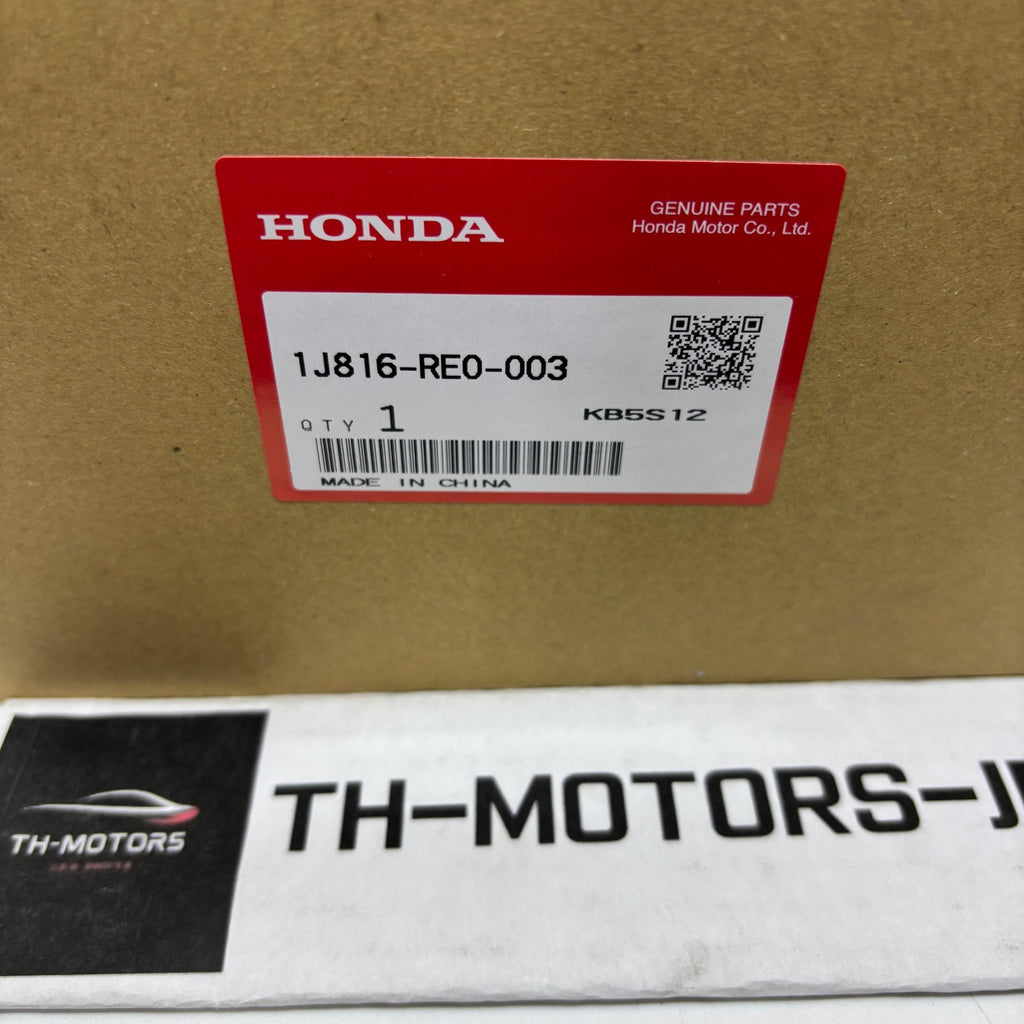 HONDA
GENUINE PARTS
Honda Motor Co., Ltd.
1J816-RE0-003
QTY 1
KB5S12
MADE IN CHINA
TH-MOTORS-J
TH-MOTORS